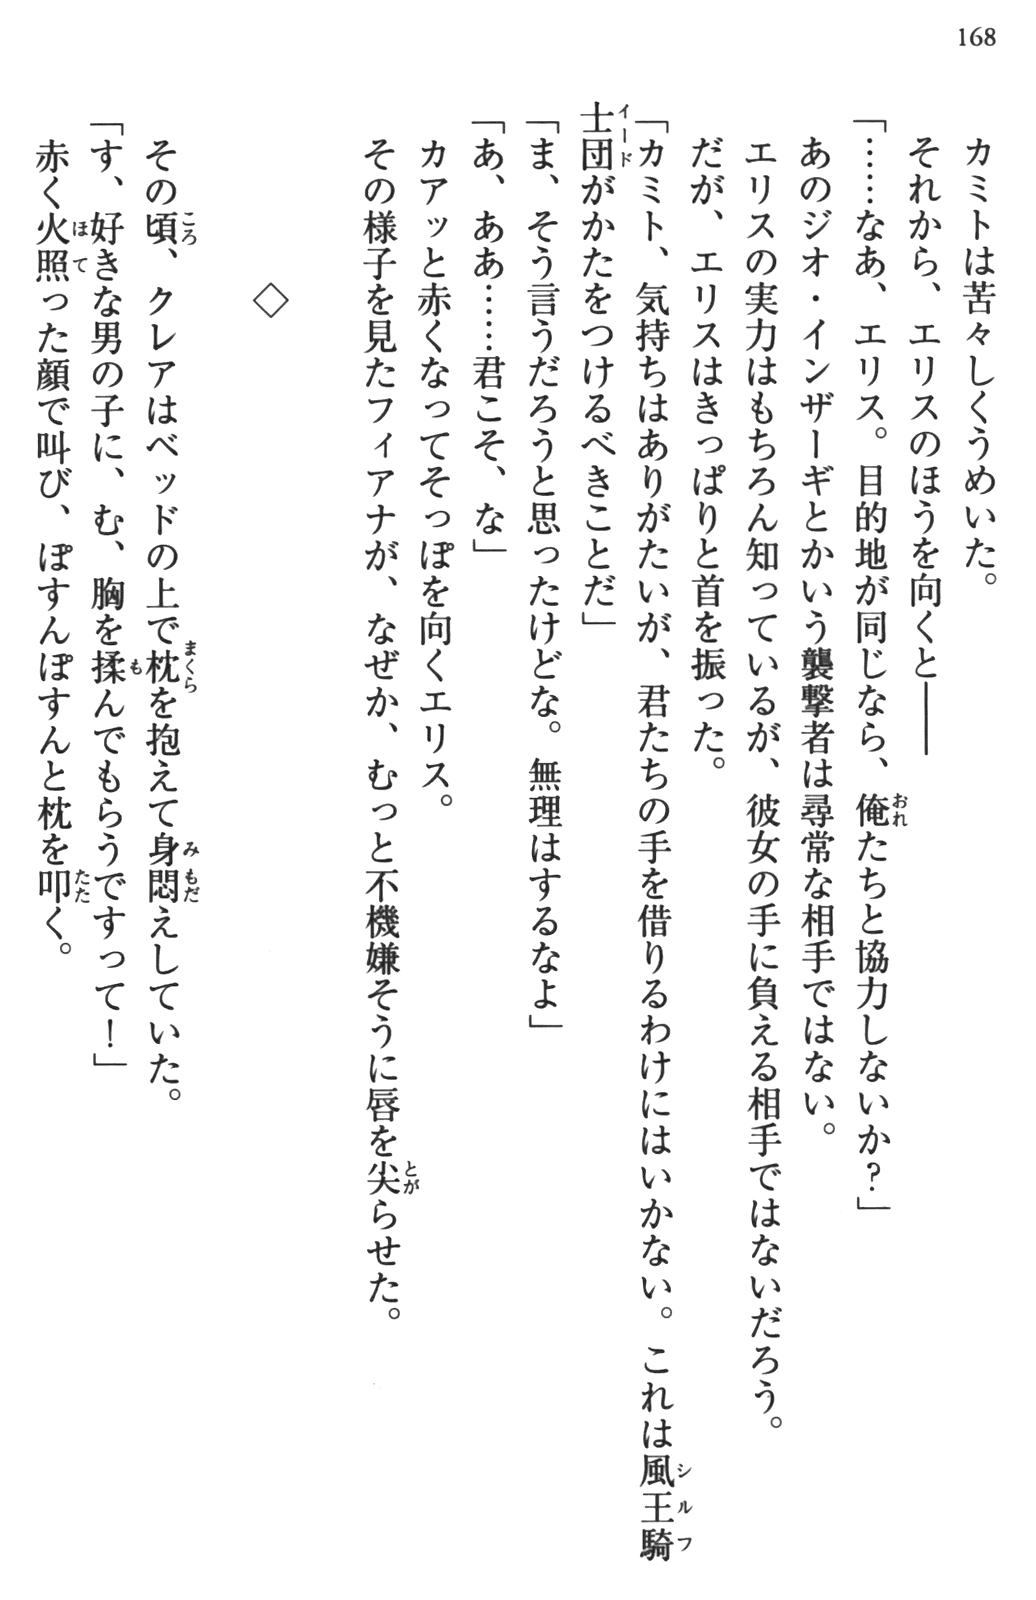 168
カミトは苦々しくうめいた。
それから、エリスのほうを向くと――
「……なあ、エリス。目的地が同じなら、俺たちと協力しないか？」
あのジオ・インザーギとかいう襲撃者は尋常な相手ではない。
エリスの実力はもちろん知っているが、彼女の手に負える相手ではないだろう。
だが、エリスはきっぱりと首を振った。
「カミト、気持ちはありがたいが、君たちの手を借りるわけにはいかない。これは風王騎
士団がかたをつけるべきことだ」
「ま、そう言うだろうと思ったけどな。無理はするなよ」
「あ、ああ……君こそ、な」
カアッと赤くなってそっぽを向くエリス。
その様子を見たフィアナが、なぜか、むっと不機嫌そうに唇を尖らせた。
◇
その頃、クレアはベッドの上で枕を抱えて身悶えしていた。
「す、好きな男の子に、む、胸を揉んでもらうですって！」
赤く火照った顔で叫び、ぽすんぽすんと枕を叩く。